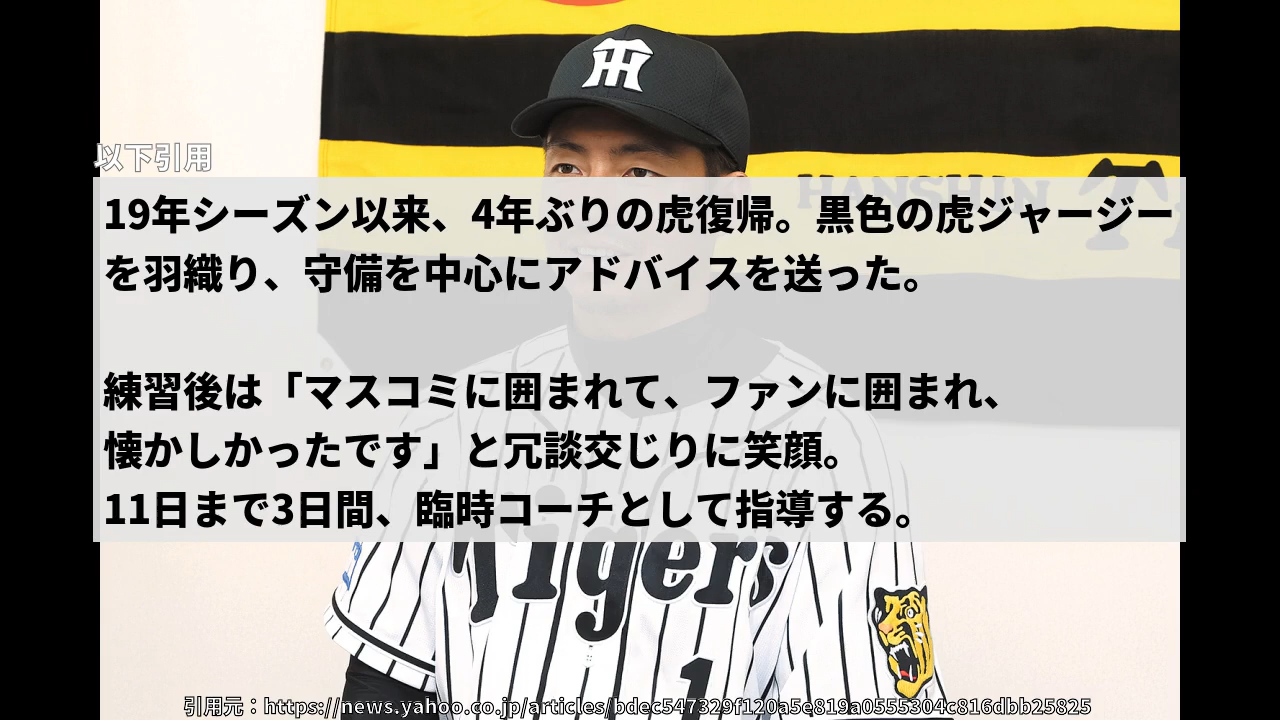 TH
HANSHIN T
以下引用
19年シーズン以来、4年ぶりの虎復帰。黒色の虎ジャージー
を羽織り、守備を中心にアドバイスを送った。
練習後は「マスコミに囲まれて、ファンに囲まれ、
懐かしかったです」と冗談交じりに笑顔。
11日まで3日間、臨時コーチとして指導する。
Tigers
1
引用元：https://news.yahoo.co.jp/articles/bdec547329f120a5e819a0555304c816dbb25825